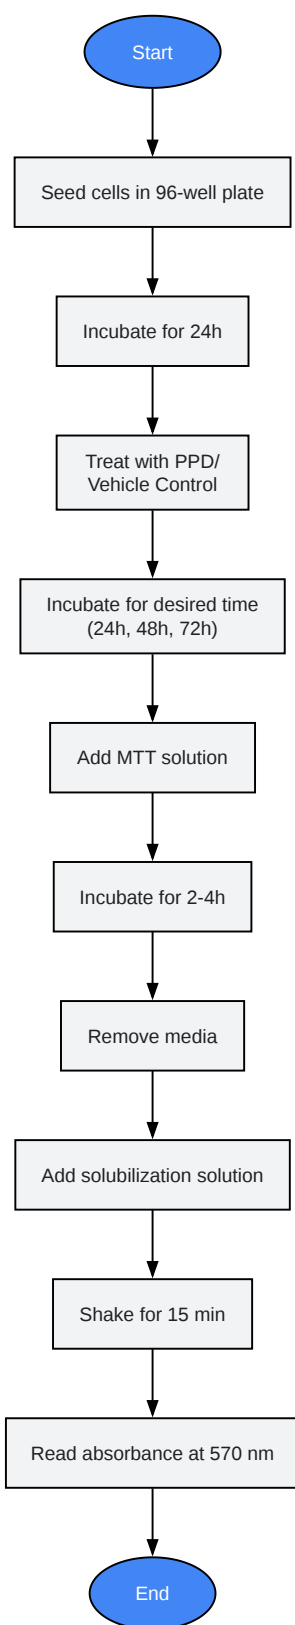 Start
Seed cells in 96-well plate
Incubate for 24h
Treat with PPD/
Vehicle Control
Incubate for desired time
(24h, 48h, 72h)
Add MTT solution
Incubate for 2-4h
Remove media
Add solubilization solution
Shake for 15 min
Read absorbance at 570 nm
End